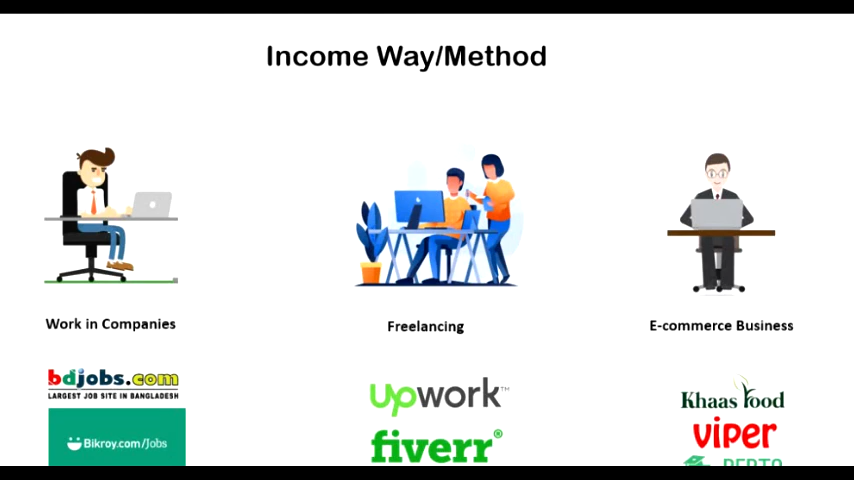 Income Way/Method
Work in Companies
Freelancing
E-commerce Business
bdjobs.com
LARGEST JOB SITE IN BANGLADESH
Bikroy.com/Jobs
upwork™
fiverr®
Khaas Food
viper